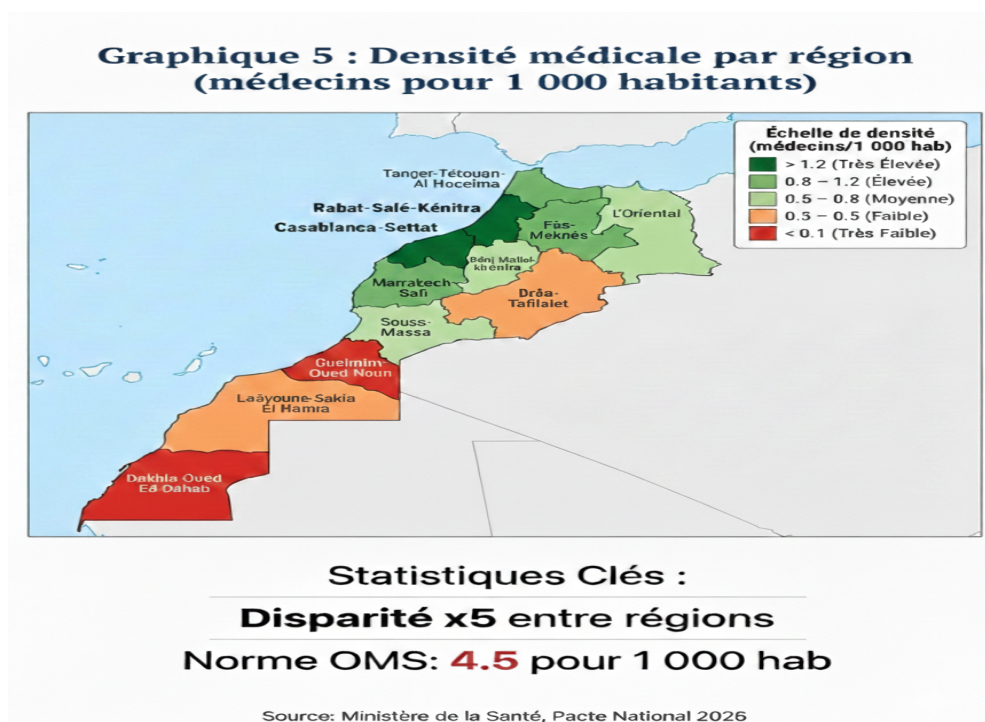 Graphique 5 : Densité médicale par région
(médecins pour 1 000 habitants)
Échelle de densité
(médecins/1 000 hab)
> 1.2 (Très Élevée)
0.8 – 1.2 (Élevée)
0.5 – 0.8 (Moyenne)
0.5 – 0.5 (Faible)
< 0.1 (Très Faible)
Tanger-Tétouan-
Al Hoceima
Rabat-Salé-Kénitra
Casablanca-Settat
L'Oriental
Fès-
Meknés
Béni
Marrakech
Safi
Drâa-
Tafilalet
Souss-
Massa
Guelmim-
Oued Noun
Laâyoune-Sakia
El Hamra
Dakhla Oued
Ed-Dahab
Statistiques Clés :
Disparité x5 entre régions
Norme OMS: 4.5 pour 1 000 hab
Source: Ministère de la Santé, Pacte National 2026